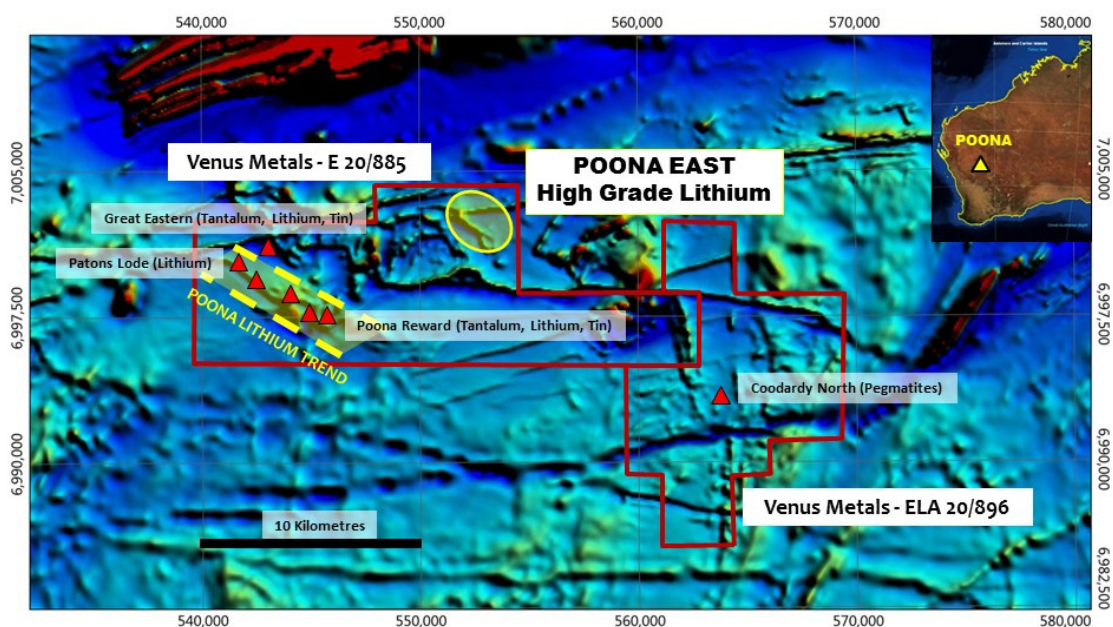 540,000
550,000
560,000
570,000
580,000
POONA
7,005,000
7,005,000
Venus Metals - E 20/885
POONA EAST
High Grade Lithium
Great Eastern (Tantalum, Lithium, Tin)
Patons Lode (Lithium)
POONA LITHIUM TREND
Poona Reward (Tantalum, Lithium, Tin)
6,997,500
6,997,500
Coodardy North (Pegmatites)
6,990,000
6,990,000
Venus Metals - ELA 20/896
10 Kilometres
6,982,500
540,000
550,000
560,000
570,000
580,000